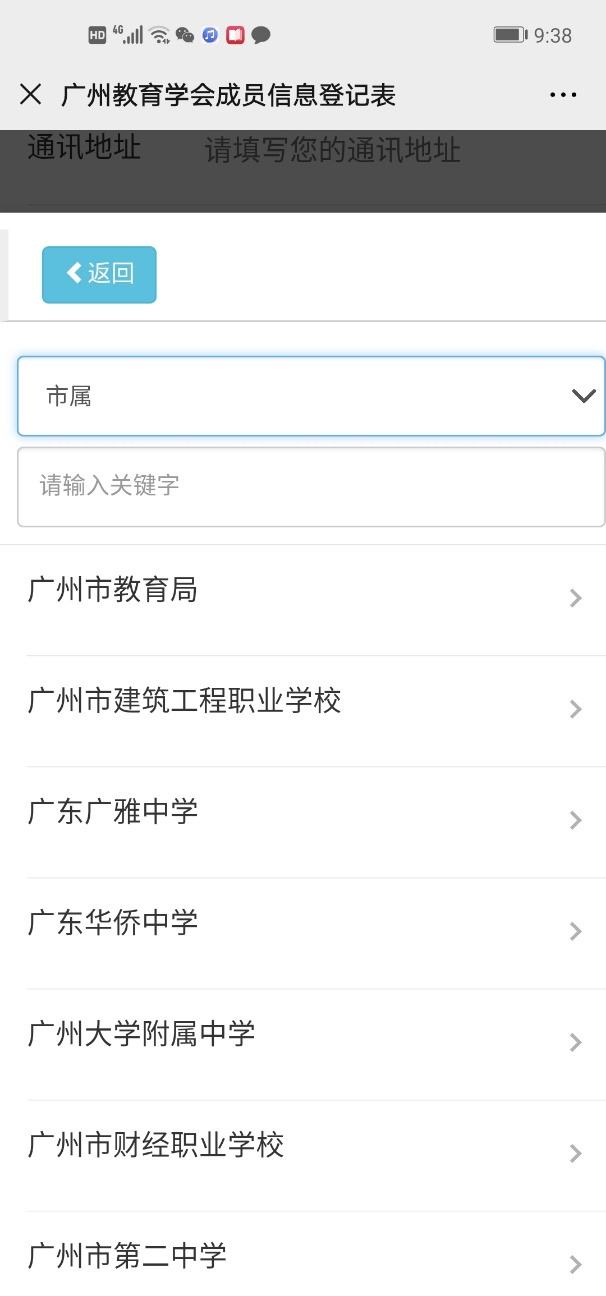 HD 4G 9:38
广州教育学会成员信息登记表
通讯地址 请填写您的通讯地址
返回
市属
请输入关键字
广州市教育局
广州市建筑工程职业学校
广东广雅中学
广东华侨中学
广州大学附属中学
广州市财经职业学校
广州市第二中学